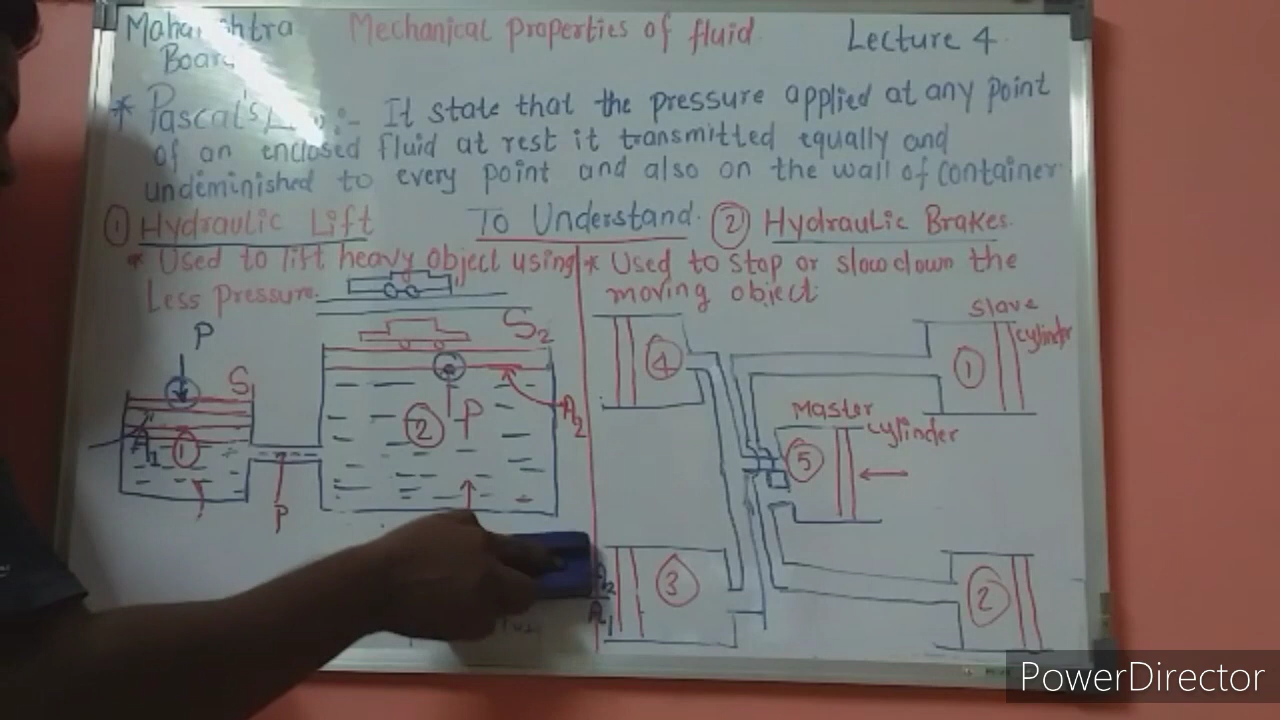 Maharashtra Mechanical properties of fluid Lecture 4
Board
* Pascal's :- It state that the pressure applied at any point
of an enclosed fluid at rest it transmitted equally and
undeminished to every point and also on the wall of container
① Hydraulic Lift To Understand ② Hydraulic Brakes.
* Used to lift heavy object using
Less Pressure.
* Used to stop or slow down the
moving object
P
S1
A1
①
P
S2
A2
②
P
Slave
cylinder
①
②
③
④
Master
cylinder
⑤
A2
A1
PowerDirector